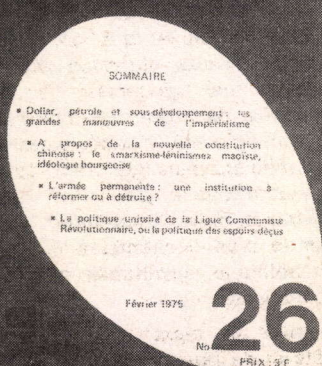 SOMMAIRE
Dollar, pétrole et sous-développement : les
grandes manœuvres de l'impérialisme
A propos de la nouvelle constitution
chinoise : le «marxisme-léninisme» maoïste,
idéologie bourgeoise
L'armée permanente : une institution à
réformer ou à détruire ?
La politique unitaire de la Ligue Communiste
Révolutionnaire, ou la politique des espoirs déçus
Février 1975
No 26
PRIX : 3 F